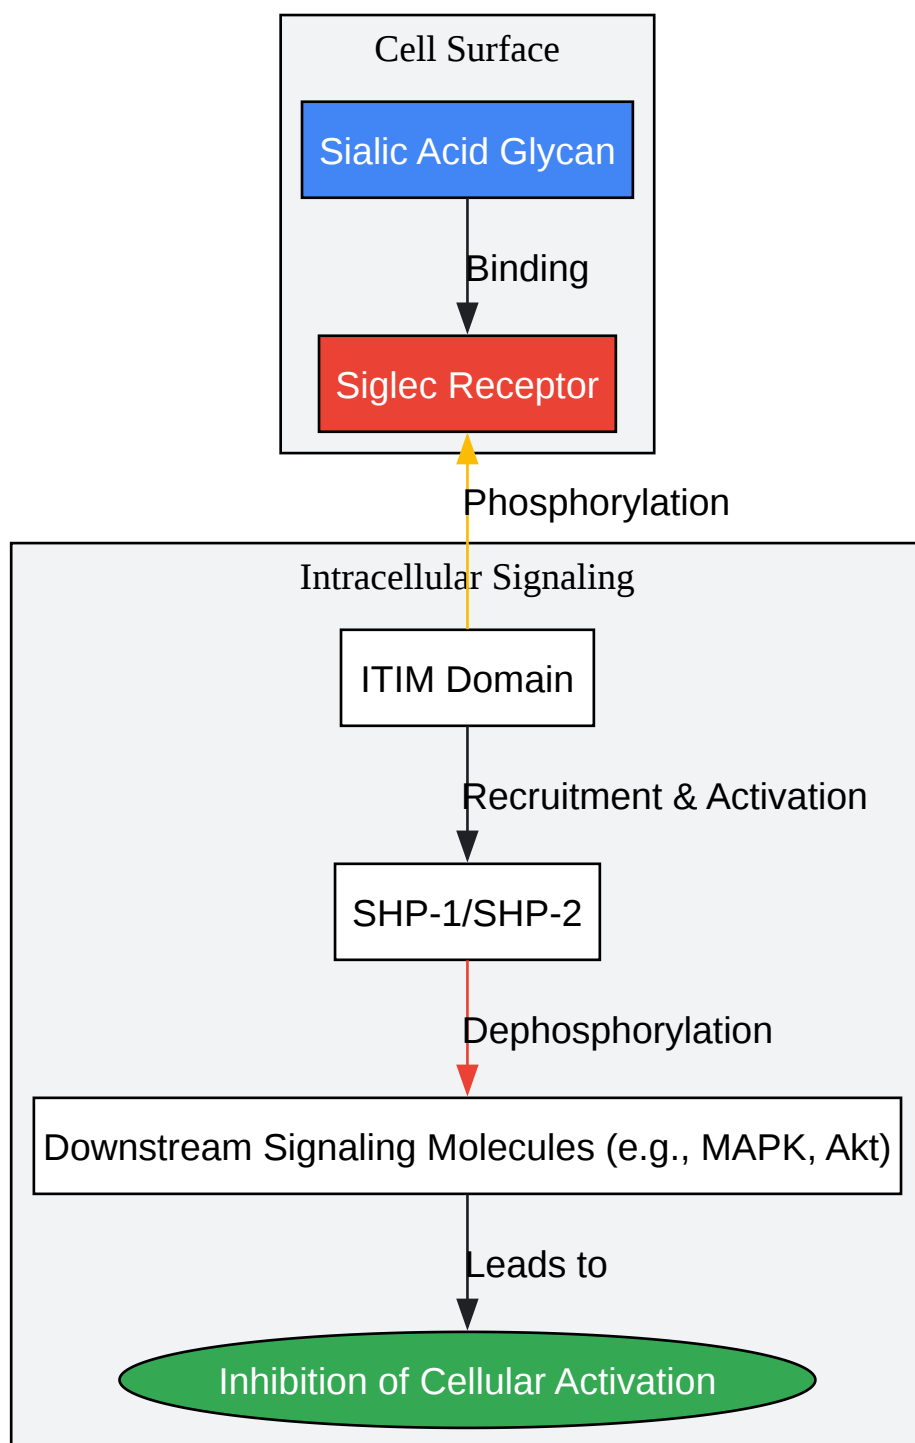 Cell Surface
Sialic Acid Glycan
Binding
Siglec Receptor
Phosphorylation
Intracellular Signaling
ITIM Domain
Recruitment & Activation
SHP-1/SHP-2
Dephosphorylation
Downstream Signaling Molecules (e.g., MAPK, Akt)
Leads to
Inhibition of Cellular Activation